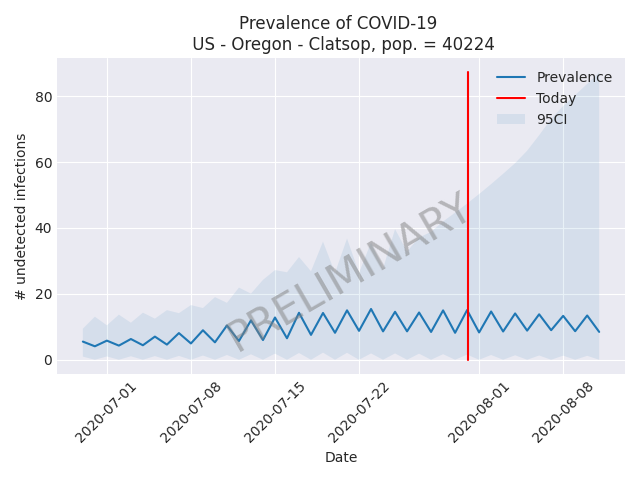 Prevalence of COVID-19
US - Oregon - Clatsop, pop. = 40224
# undetected infections
80
60
40
20
0
Prevalence
Today
95CI
PRELIMINARY
2020-07-01
2020-07-08
2020-07-15
2020-07-22
2020-08-01
2020-08-08
Date